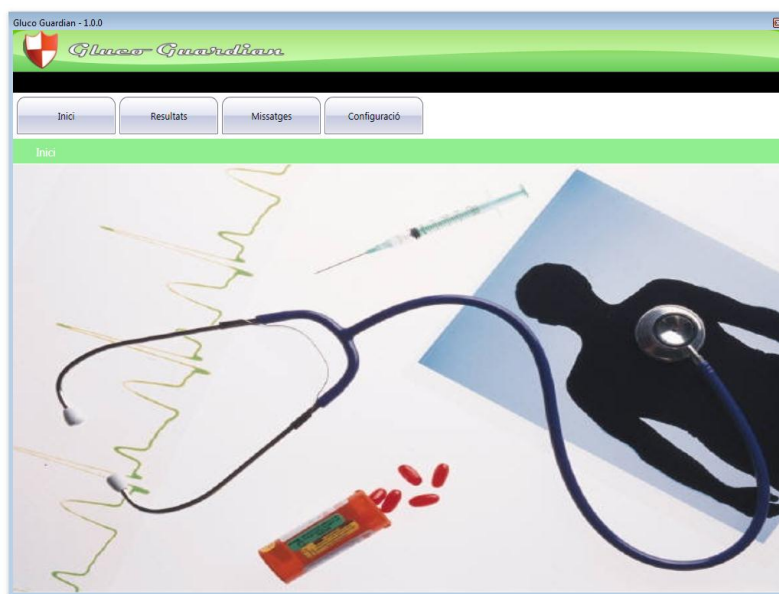 Gluco Guardian - 1.0.0
Gluco Guardian
Inici
Resultats
Missatges
Configuració
Inici